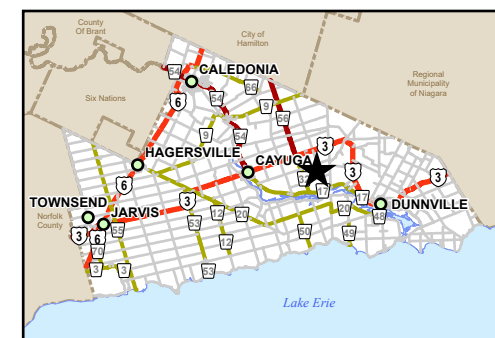 County
Of Brant
City of
Hamilton
CALEDONIA
54
66
Regional
Municipality
of Niagara
54
6
Six Nations
9
56
9
54
3
HAGERSVILLE
CAYUGA
3
3
6
17
17
TOWNSEND
3
20
DUNNVILLE
JARVIS
12
20
Norfolk
County
3
6
55
53
50
49
70
12
3
3
53
Lake Erie